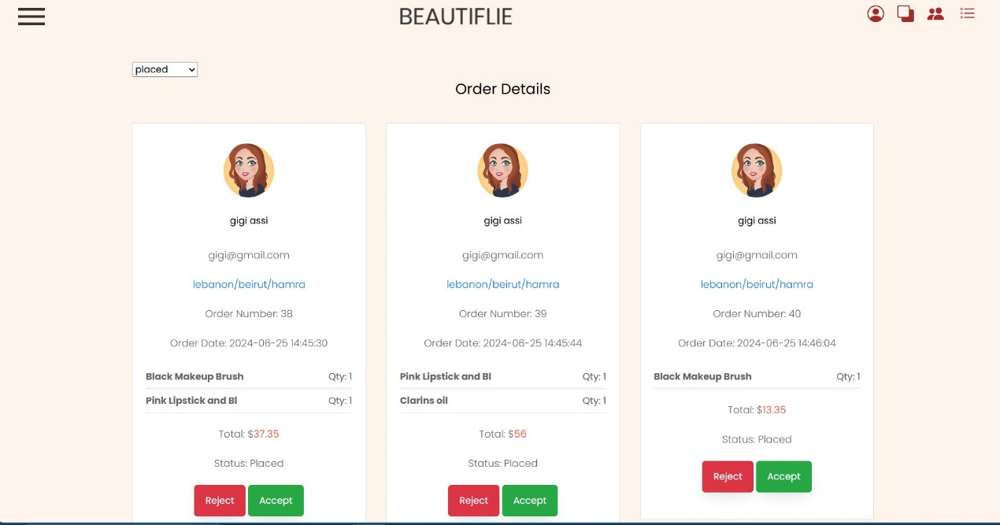 BEAUTIFLIE
placed
Order Details
gigi assi
gigi@gmail.com
lebanon/beirut/hamra
Order Number: 38
Order Date: 2024-06-25 14:45:30
Black Makeup Brush Qty: 1
Pink Lipstick and Bl Qty: 1
Total: $37.35
Status: Placed
Reject Accept
gigi assi
gigi@gmail.com
lebanon/beirut/hamra
Order Number: 39
Order Date: 2024-06-25 14:45:44
Pink Lipstick and Bl Qty: 1
Clarins oil Qty: 1
Total: $56
Status: Placed
Reject Accept
gigi assi
gigi@gmail.com
lebanon/beirut/hamra
Order Number: 40
Order Date: 2024-06-25 14:46:04
Black Makeup Brush Qty: 1
Total: $13.35
Status: Placed
Reject Accept